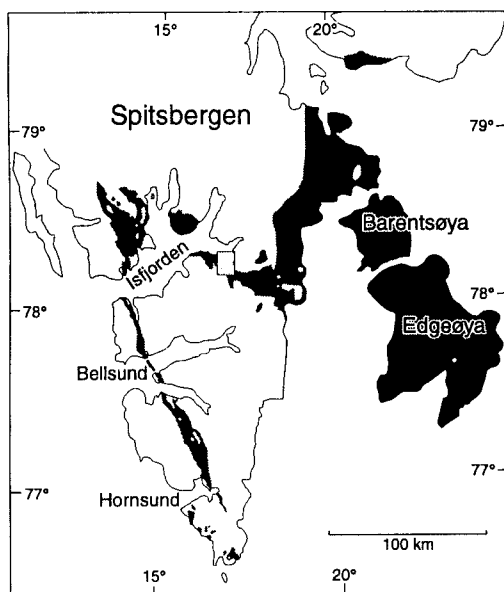 15° 20°
Spitsbergen
79° 79°
Barentsøya
Isfjorden
78° 78°
Edgeøya
Bellsund
77° 77°
Hornsund
100 km
15° 20°